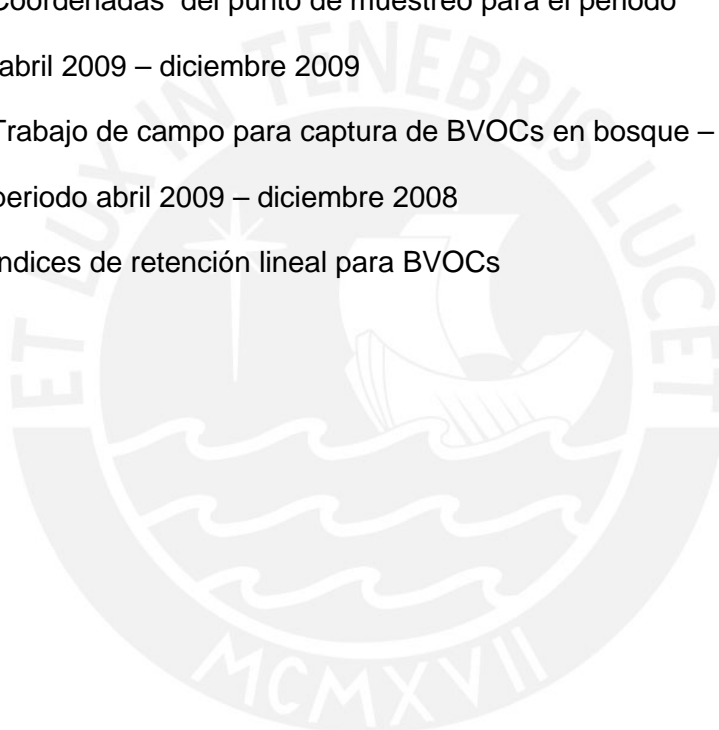 Coordenadas del punto de muestreo para el periodo
abril 2009 – diciembre 2009
Trabajo de campo para captura de BVOCs en bosque –
periodo abril 2009 – diciembre 2008
Índices de retención lineal para BVOCs
ET LUX IN TENEBRIS LUCET
MCMXVII